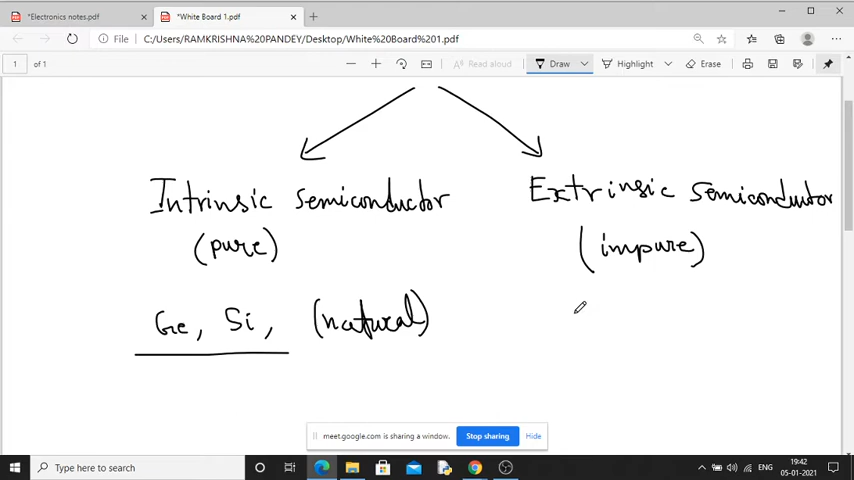 *Electronics notes.pdf
*White Board 1.pdf
File C:/Users/RAMKRISHNA%20PANDEY/Desktop/White%20Board%201.pdf
1 of 1 Read aloud Draw Highlight Erase
Intrinsic semiconductor Extrinsic semiconductor
(pure) (impure)
Ge, Si, (natural)
meet.google.com is sharing a window. Stop sharing Hide
Type here to search ENG 19:42
05-01-2021